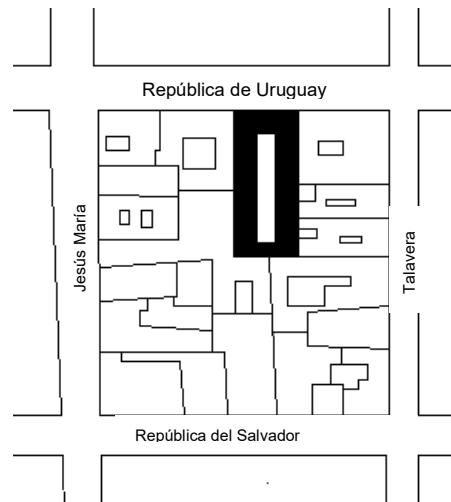 República de Uruguay
Jesús María
Talavera
República del Salvador